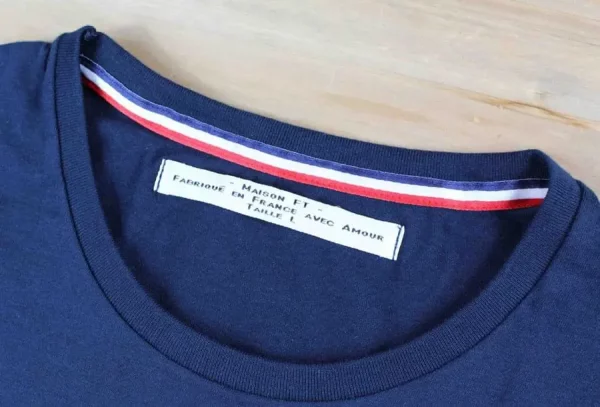 - Maison FT -
Fabriqué en France avec Amour
Taille L